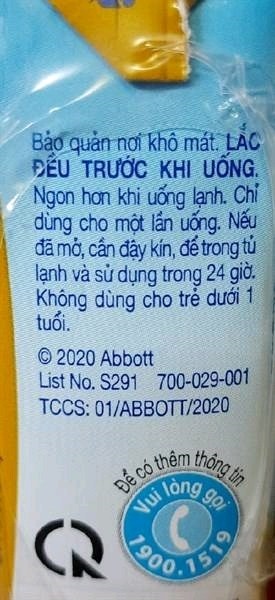 Bảo quản nơi khô mát. LẮC
ĐỀU TRƯỚC KHI UỐNG.
Ngon hơn khi uống lạnh. Chỉ
dùng cho một lần uống. Nếu
đã mở, cần đậy kín, để trong tủ
lạnh và sử dụng trong 24 giờ.
Không dùng cho trẻ dưới 1
tuổi.
© 2020 Abbott
List No. S291 700-029-001
TCCS: 01/ABBOTT/2020
Để có thêm thông tin
Vui lòng gọi
1900.1519